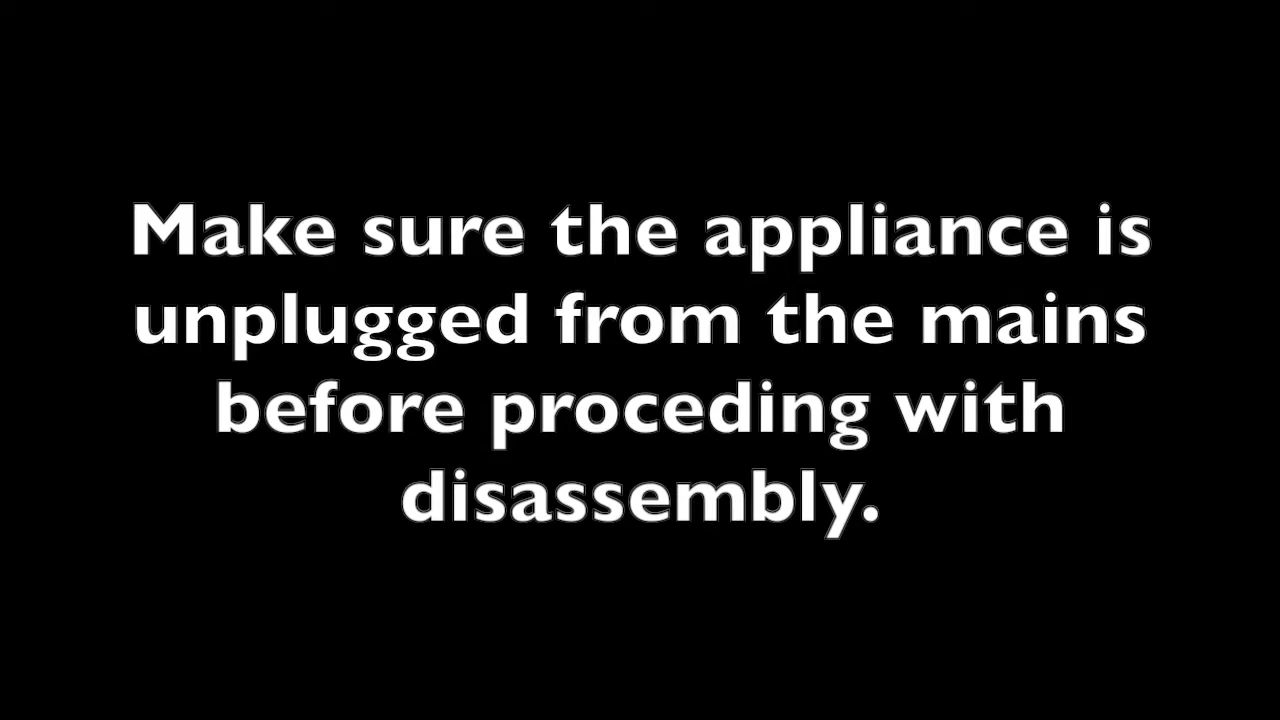 Make sure the appliance is
unplugged from the mains
before proceding with
disassembly.